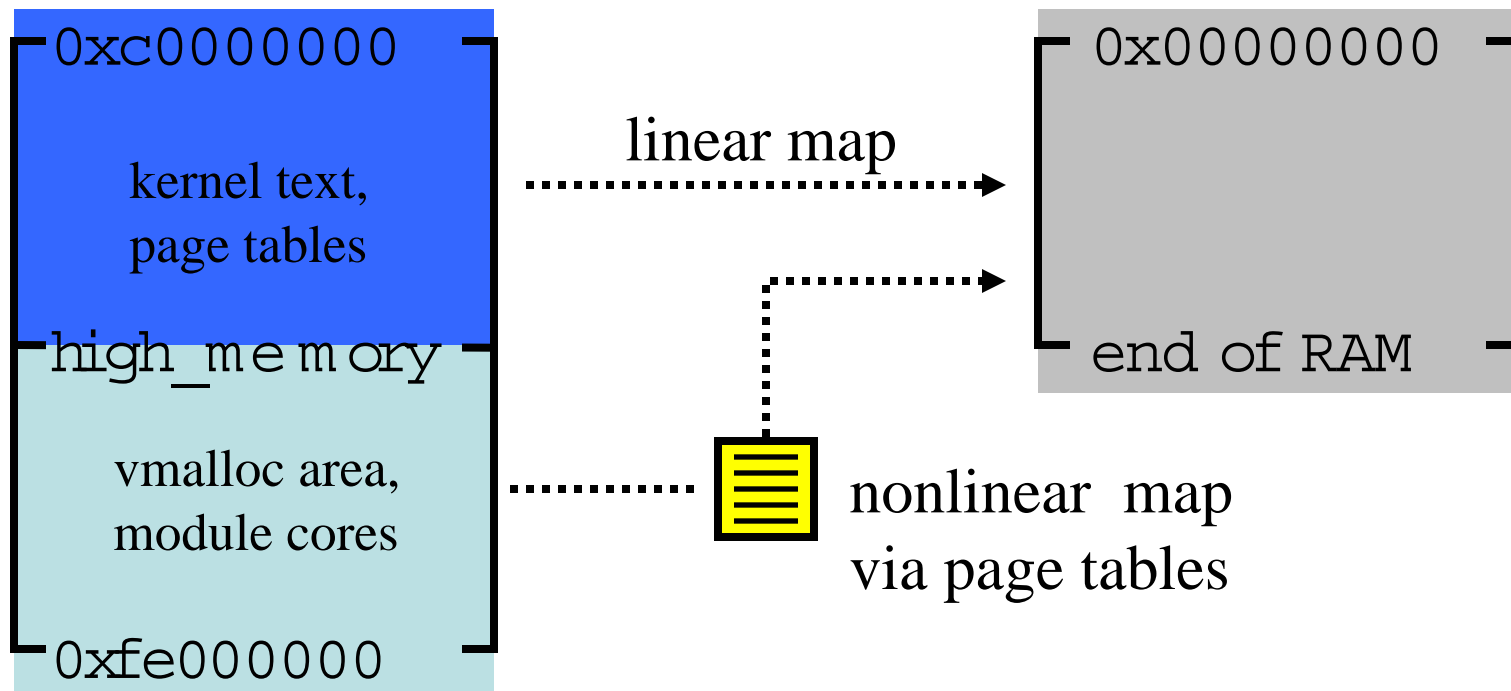 0xc0000000
kernel text,
page tables
high_memory
vmalloc area,
module cores
0xfe000000
linear map
nonlinear map
via page tables
0x00000000
end of RAM